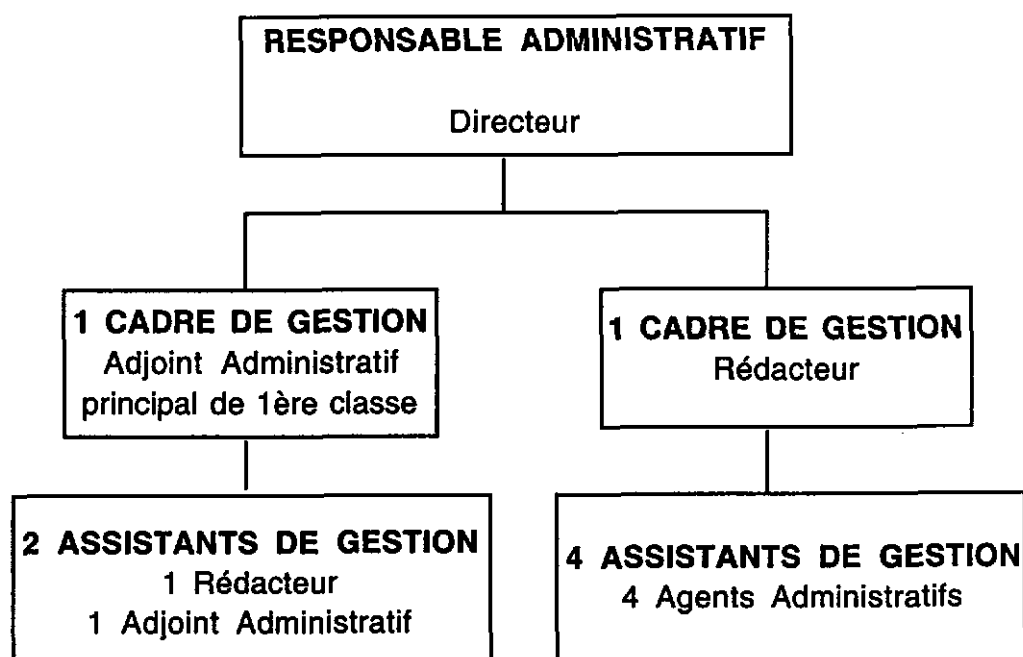 RESPONSABLE ADMINISTRATIF
Directeur
1 CADRE DE GESTION
Adjoint Administratif
principal de 1ère classe
1 CADRE DE GESTION
Rédacteur
2 ASSISTANTS DE GESTION
1 Rédacteur
1 Adjoint Administratif
4 ASSISTANTS DE GESTION
4 Agents Administratifs